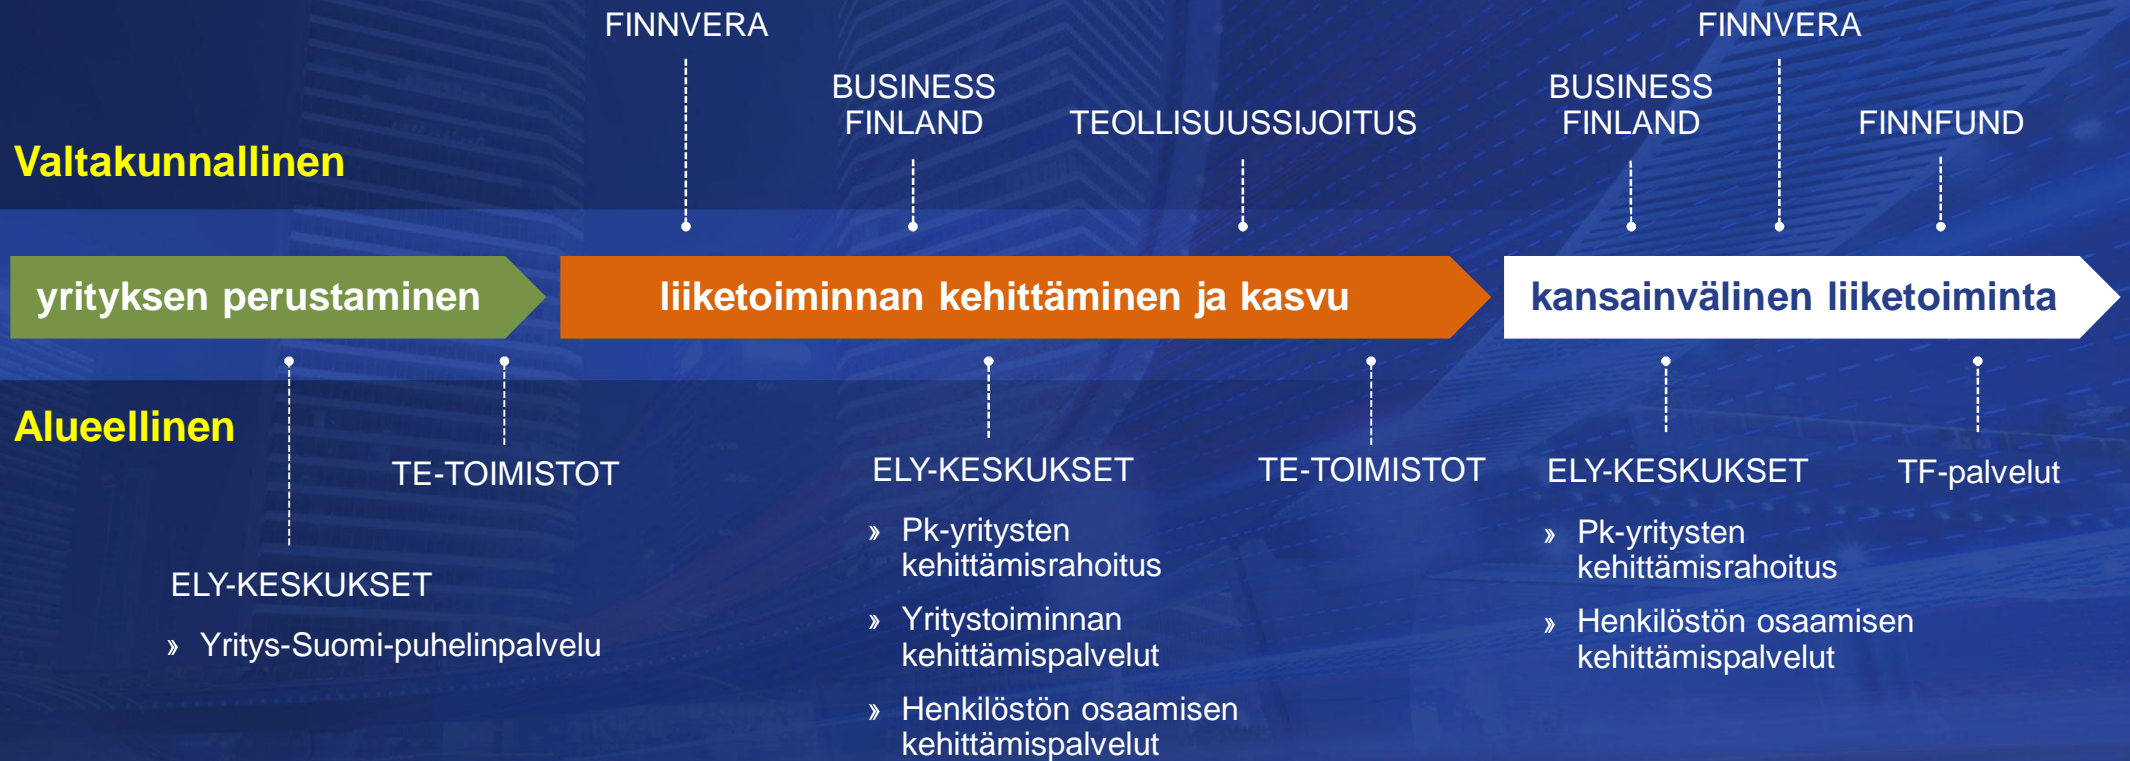 FINNVERA
FINNVERA
BUSINESS
FINLAND
TEOLLISUUSSIJOITUS
BUSINESS
FINLAND
FINNFUND
Valtakunnallinen
yrityksen perustaminen
liiketoiminnan kehittäminen ja kasvu
kansainvälinen liiketoiminta
Alueellinen
TE-TOIMISTOT
ELY-KESKUKSET
» Yritys-Suomi-puhelinpalvelu
ELY-KESKUKSET
» Pk-yritysten
kehittämisrahoitus
» Yritystoiminnan
kehittämispalvelut
» Henkilöstön osaamisen
kehittämispalvelut
TE-TOIMISTOT
ELY-KESKUKSET
» Pk-yritysten
kehittämisrahoitus
» Henkilöstön osaamisen
kehittämispalvelut
TF-palvelut